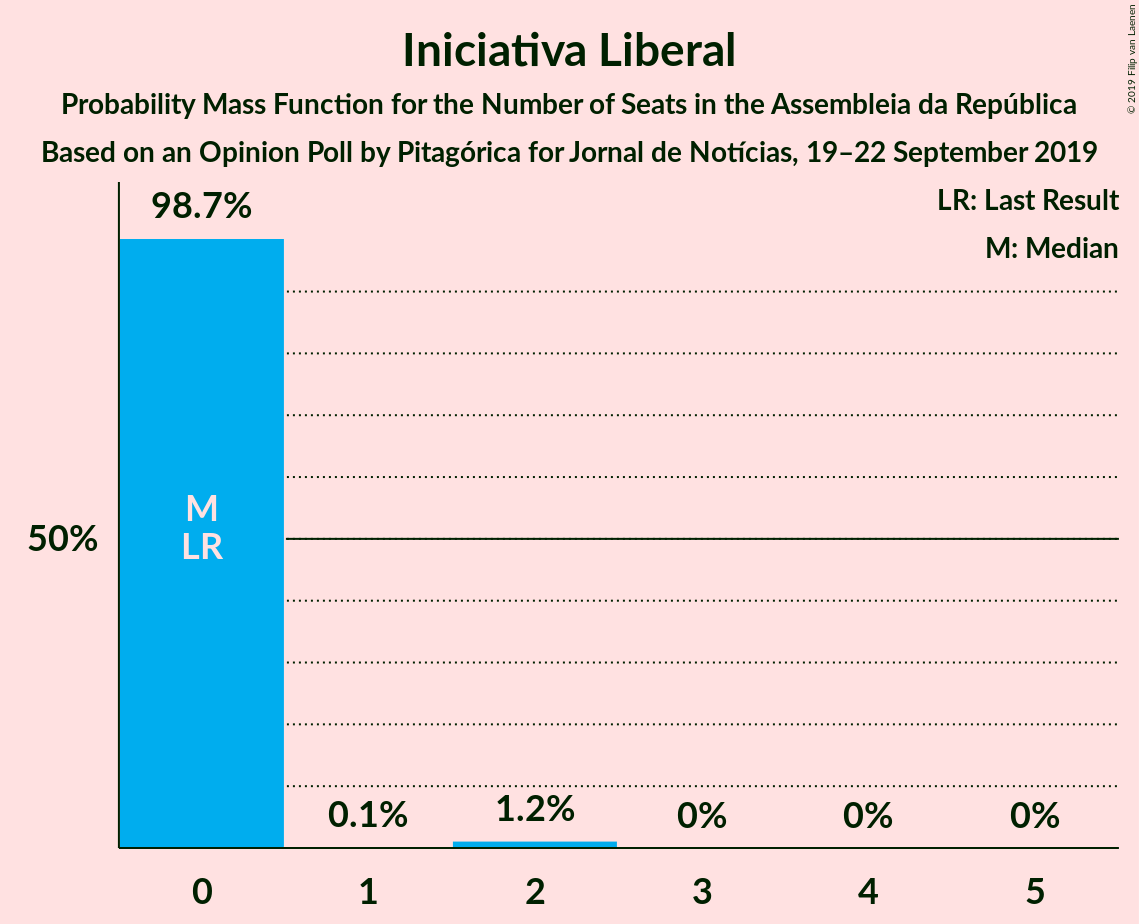 Iniciativa Liberal
Probability Mass Function for the Number of Seats in the Assembleia da República
Based on an Opinion Poll by Pitagórica for Jornal de Notícias, 19–22 September 2019
© 2019 Filip van Laenen
LR: Last Result
M: Median
98.7%
M
LR
50%
0.1%
1.2%
0%
0%
0%
0
1
2
3
4
5